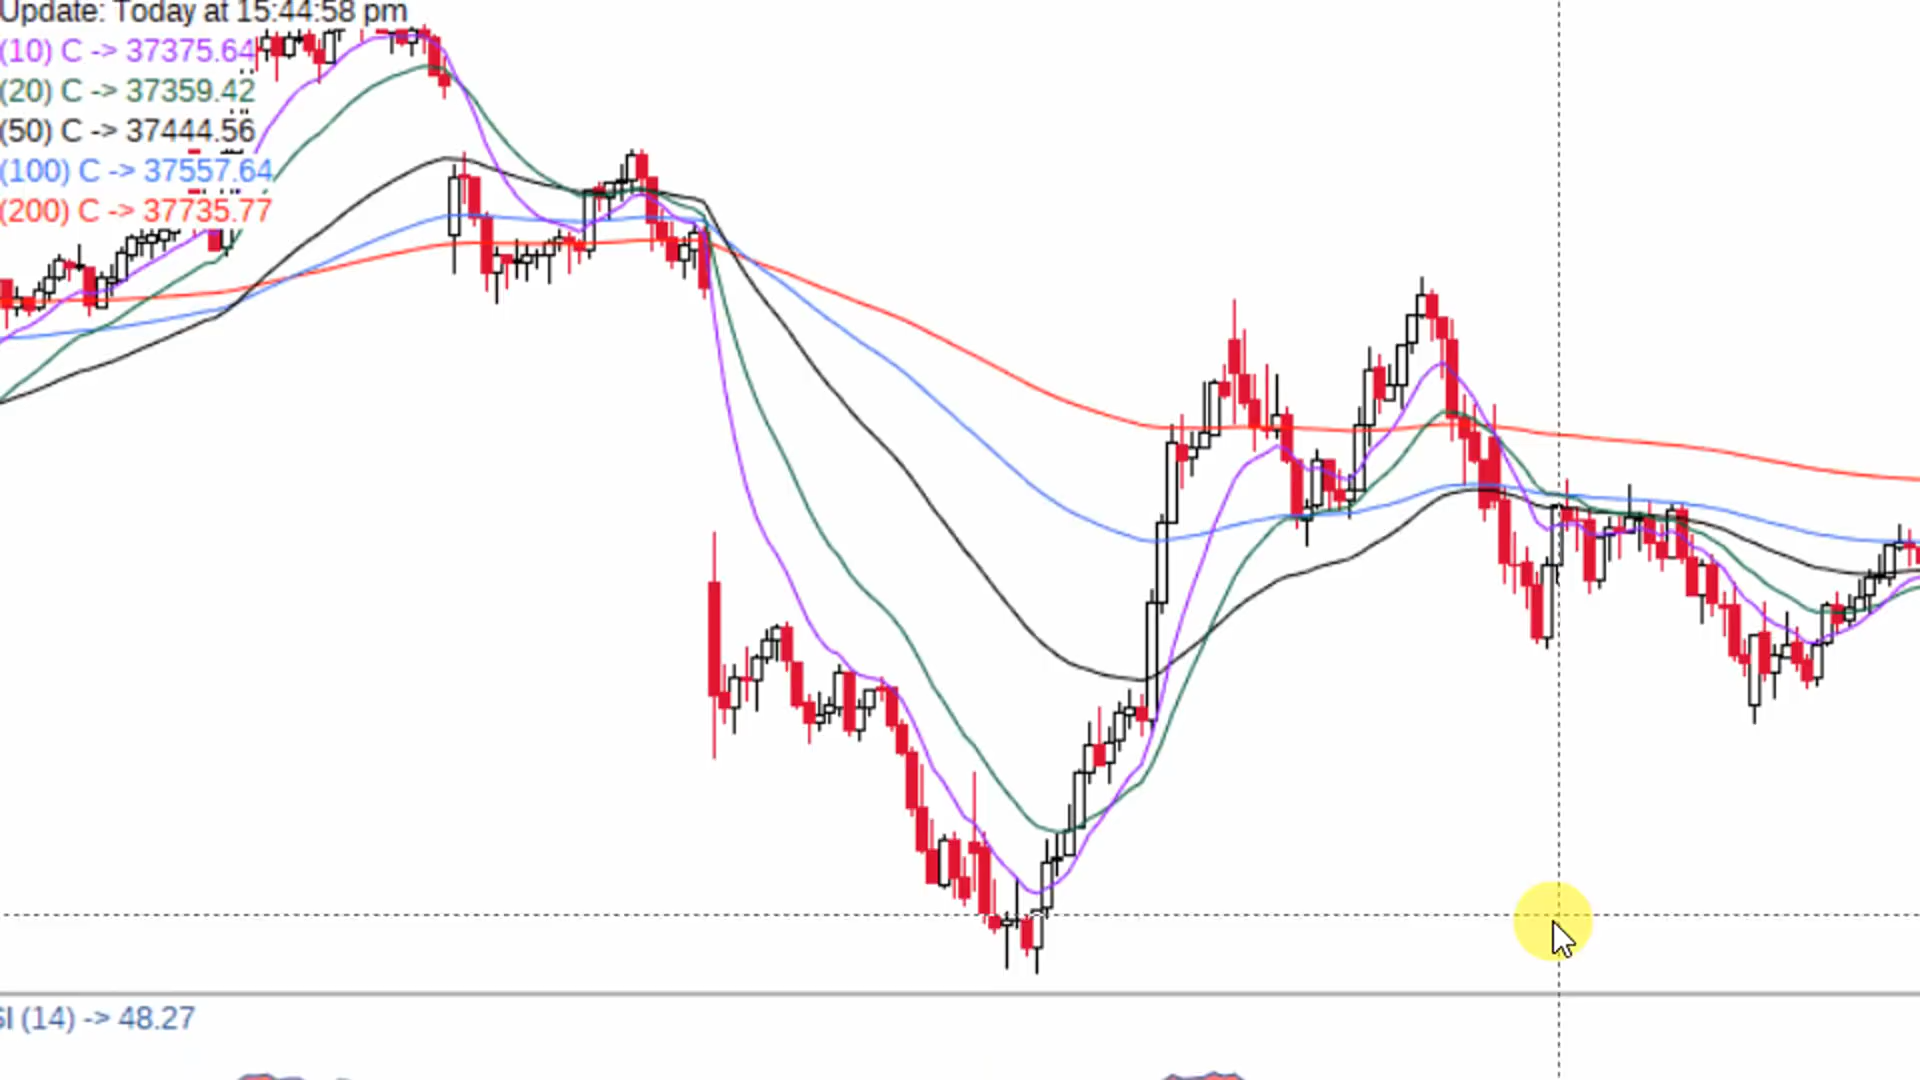 Update: Today at 15:44:58 pm
(10) C -> 37375.64
(20) C -> 37359.42
(50) C -> 37444.56
(100) C -> 37557.64
(200) C -> 37735.77
SI (14) -> 48.27